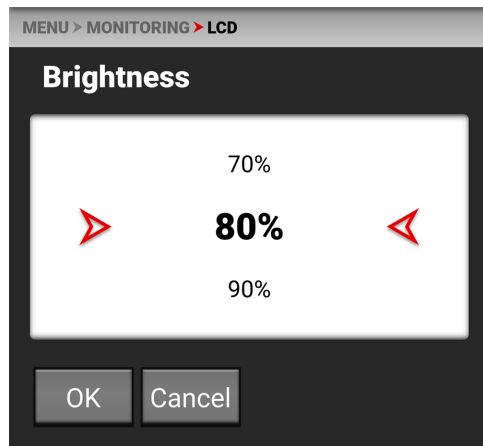 MENU > MONITORING > LCD
Brightness
70%
80%
90%
OK Cancel